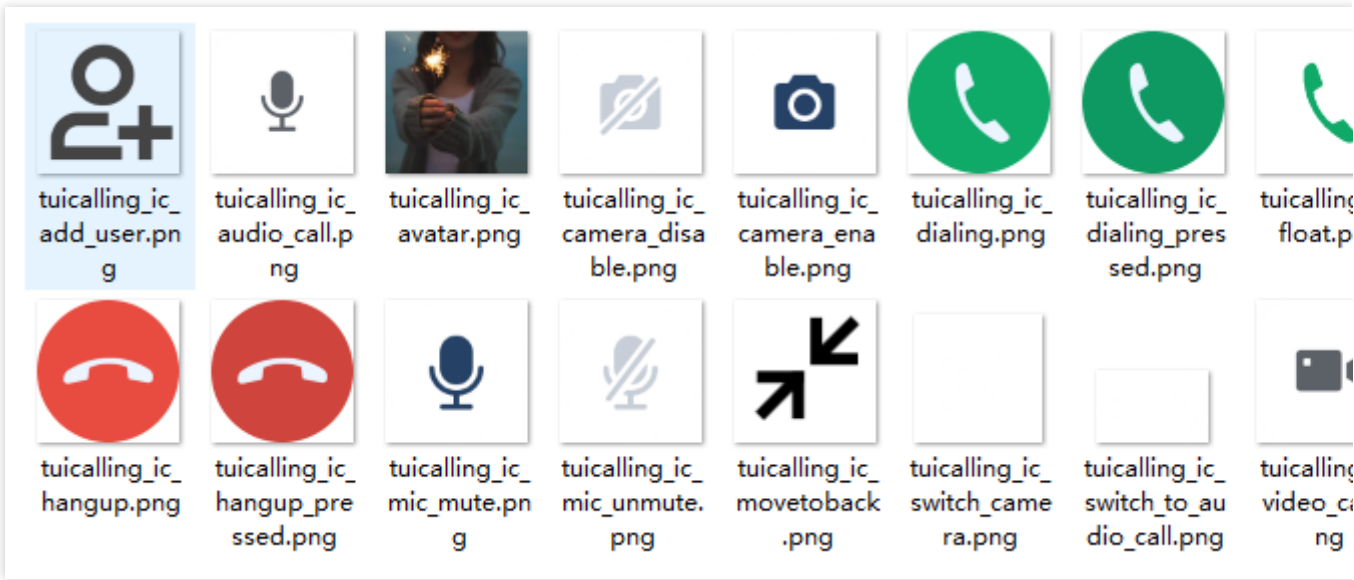 tuicalling_ic_
add_user.pn
g
tuicalling_ic_
audio_call.p
ng
tuicalling_ic_
avatar.png
tuicalling_ic_
camera_disa
ble.png
tuicalling_ic_
camera_ena
ble.png
tuicalling_ic_
dialing.png
tuicalling_ic_
dialing_pres
sed.png
tuicalling
float.p
tuicalling_ic_
hangup.png
tuicalling_ic_
hangup_pre
ssed.png
tuicalling_ic_
mic_mute.pn
g
tuicalling_ic_
mic_unmute.
png
tuicalling_ic_
movetoback
.png
tuicalling_ic_
switch_came
ra.png
tuicalling_ic_
switch_to_au
dio_call.png
tuicalling
video_ca
ng